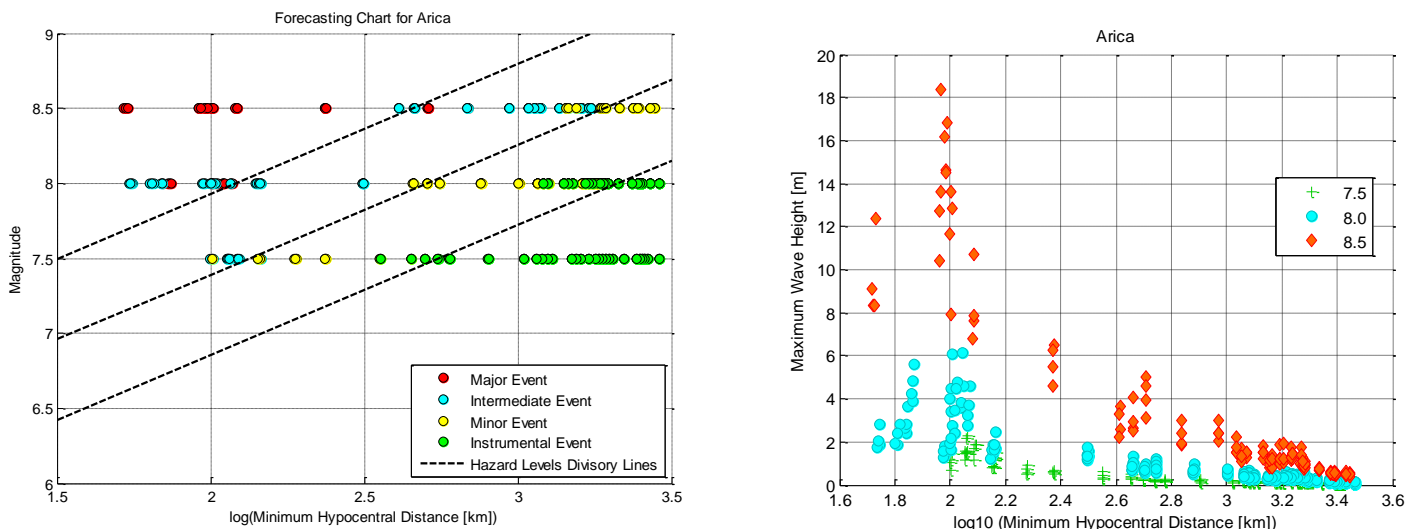 Forecasting Chart for Arica
9
8.5
8
7.5
7
6.5
6
Magnitude
1.5 2 2.5 3 3.5
log(Minimum Hypocentral Distance [km])
Major Event
Intermediate Event
Minor Event
Instrumental Event
Hazard Levels Divisory Lines
Arica
20
18
16
14
12
10
8
6
4
2
0
Maximum Wave Height [m]
1.6 1.8 2 2.2 2.4 2.6 2.8 3 3.2 3.4 3.6
log10 (Minimum Hypocentral Distance [km])
7.5
8.0
8.5